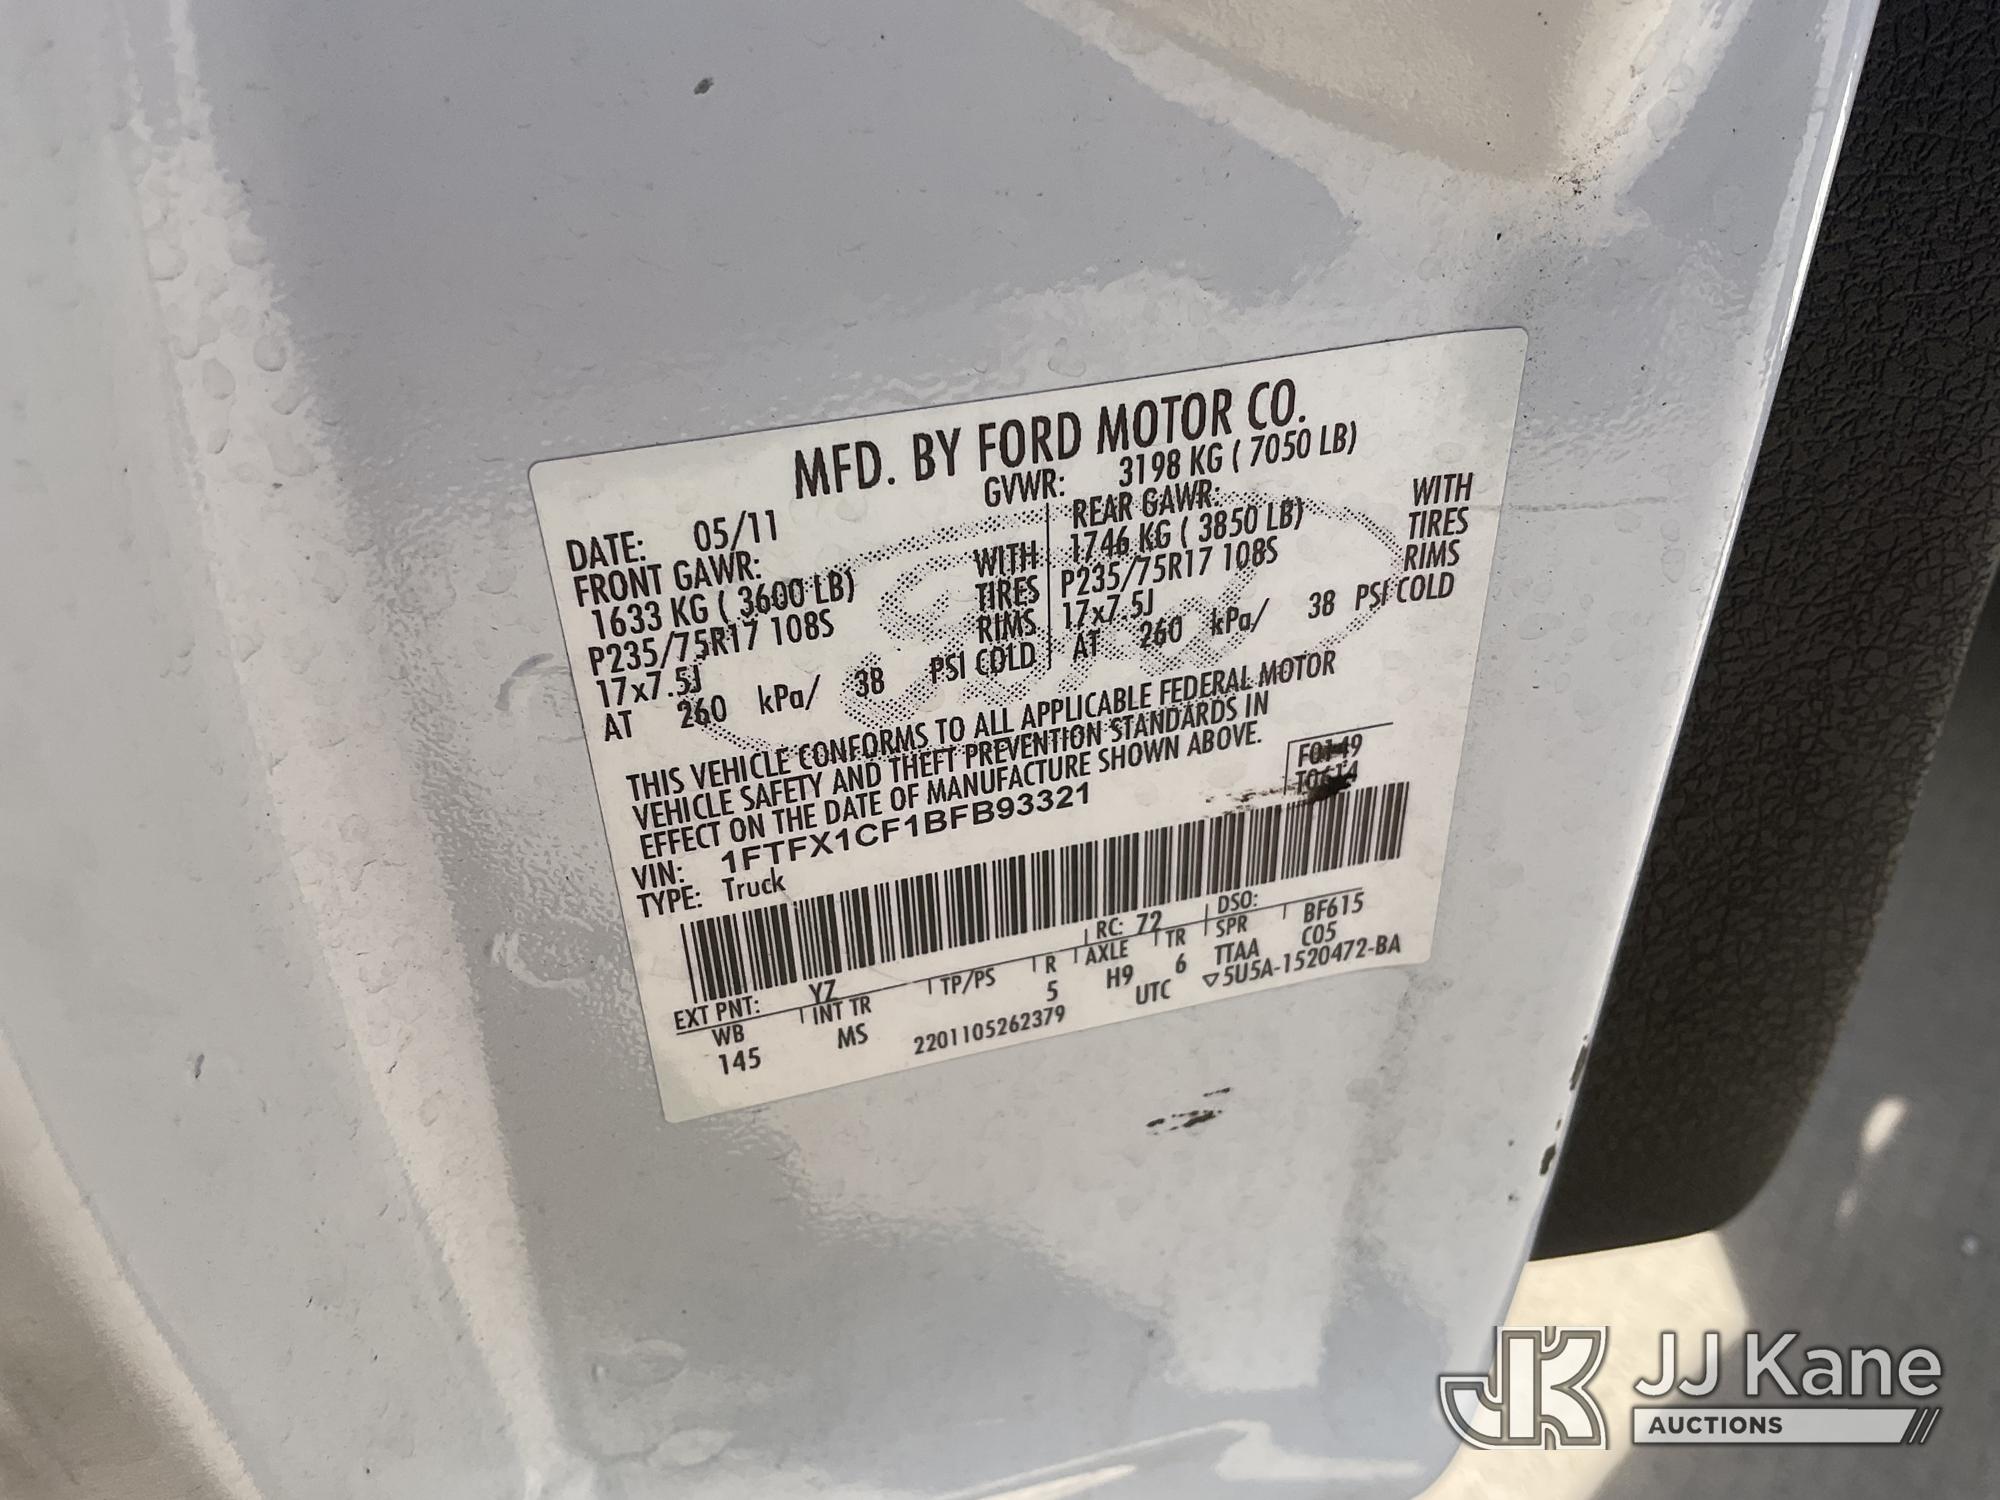 MFD. BY FORD MOTOR CO.
DATE: 05/11 GVWR: 3198 KG ( 7050 LB)
FRONT GAWR: REAR GAWR:
1633 KG ( 3600 LB) WITH 1746 KG ( 3850 LB) WITH
P235/75R17 108S TIRES P235/75R17 108S TIRES
17x7.5J RIMS 17x7.5J RIMS
AT 260 kPa/ 38 PSI COLD AT 260 kPa/ 38 PSI COLD
THIS VEHICLE CONFORMS TO ALL APPLICABLE FEDERAL MOTOR
VEHICLE SAFETY AND THEFT PREVENTION STANDARDS IN
EFFECT ON THE DATE OF MANUFACTURE SHOWN ABOVE.
F0149
VIN: 1FTFX1CF1BFB93321
TYPE: Truck
EXT PNT: YZ RC: 72 DSO: BF615
WB INT TR TP/PS R AXLE TR SPR C05
145 MS 5 H9 6 TTAA
2201105262379 UTC ▽5U5A-1520472-BA
Ford
JK JJ Kane
AUCTIONS